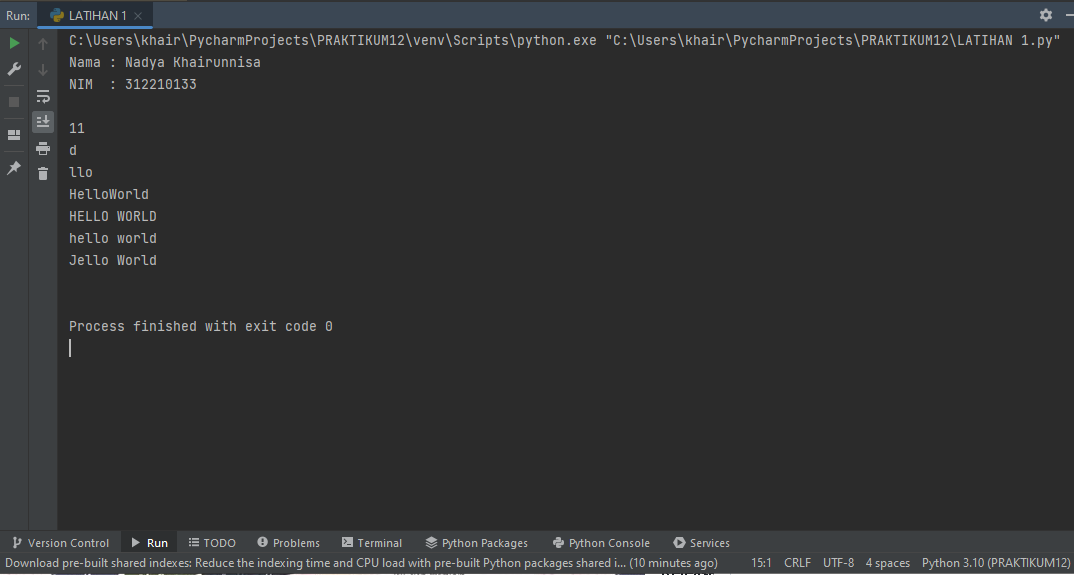 Run: LATIHAN 1
C:\Users\khair\PycharmProjects\PRAKTIKUM12\venv\Scripts\python.exe "C:\Users\khair\PycharmProjects\PRAKTIKUM12\LATIHAN 1.py"
Nama : Nadya Khairunnisa
NIM  : 312210133
11
d
llo
HelloWorld
HELLO WORLD
hello world
Jello World
Process finished with exit code 0
Version Control Run TODO Problems Terminal Python Packages Python Console Services
Download pre-built shared indexes: Reduce the indexing time and CPU load with pre-built Python packages shared i... (10 minutes ago) 15:1 CRLF UTF-8 4 spaces Python 3.10 (PRAKTIKUM12)